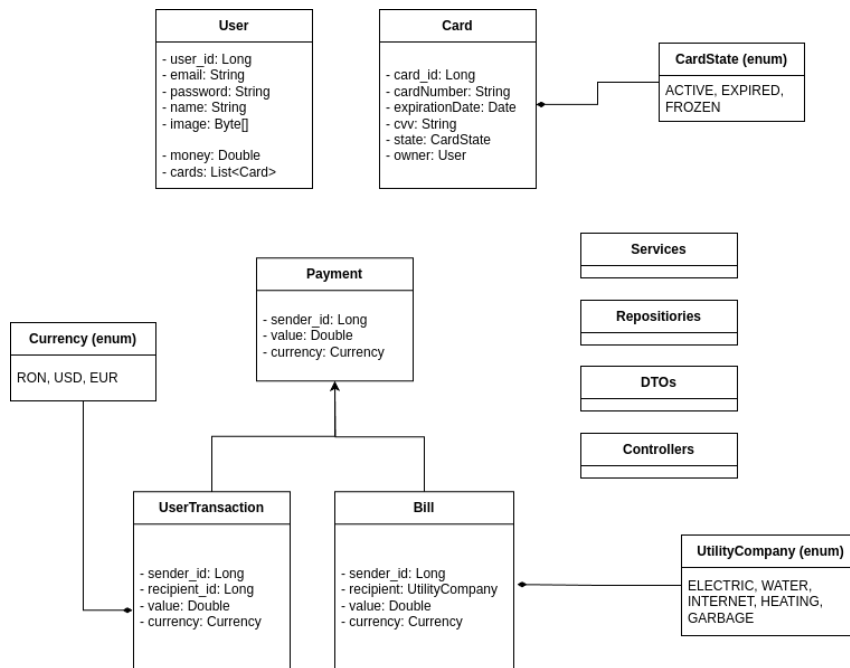 User
- user_id: Long
- email: String
- password: String
- name: String
- image: Byte[]
- money: Double
- cards: List<Card>
Card
- card_id: Long
- cardNumber: String
- expirationDate: Date
- cvv: String
- state: CardState
- owner: User
CardState (enum)
ACTIVE, EXPIRED,
FROZEN
Services
Repositiories
DTOs
Controllers
Payment
- sender_id: Long
- value: Double
- currency: Currency
Currency (enum)
RON, USD, EUR
UserTransaction
- sender_id: Long
- recipient_id: Long
- value: Double
- currency: Currency
Bill
- sender_id: Long
- recipient: UtilityCompany
- value: Double
- currency: Currency
UtilityCompany (enum)
ELECTRIC, WATER,
INTERNET, HEATING,
GARBAGE